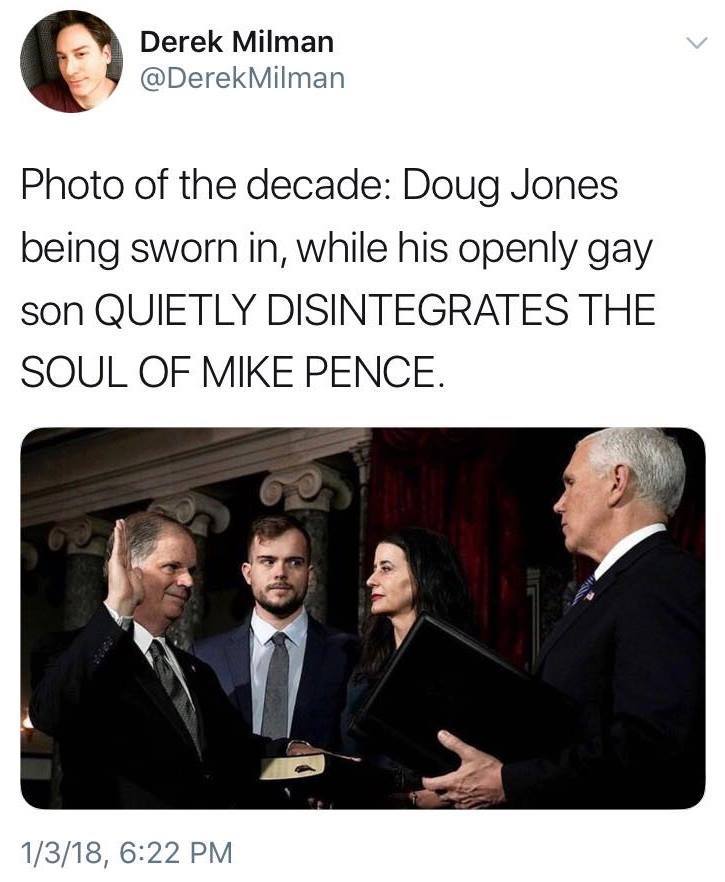 Derek Milman
@DerekMilman
Photo of the decade: Doug Jones
being sworn in, while his openly gay
son QUIETLY DISINTEGRATES THE
SOUL OF MIKE PENCE.
1/3/18, 6:22 PM